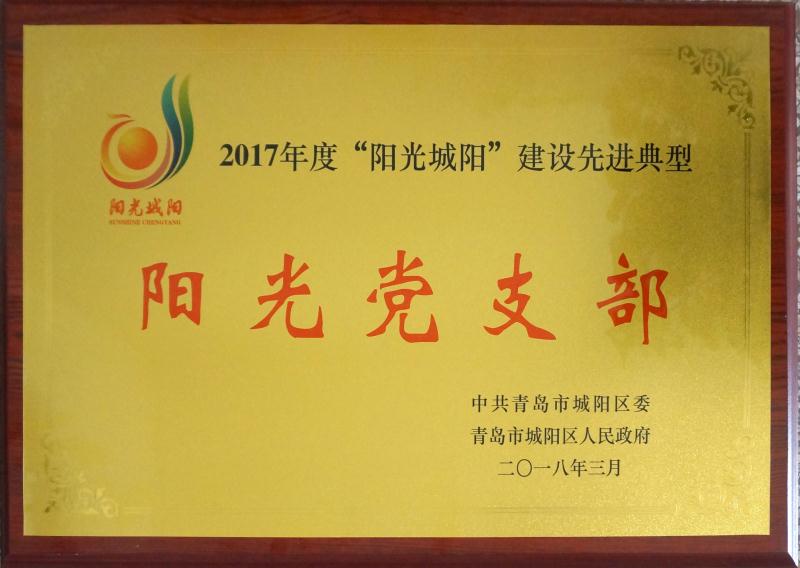 2017年度“阳光城阳”建设先进典型
阳光城阳
SUNSHINE CHENGYANG
阳光党支部
中共青岛市城阳区委
青岛市城阳区人民政府
二〇一八年三月